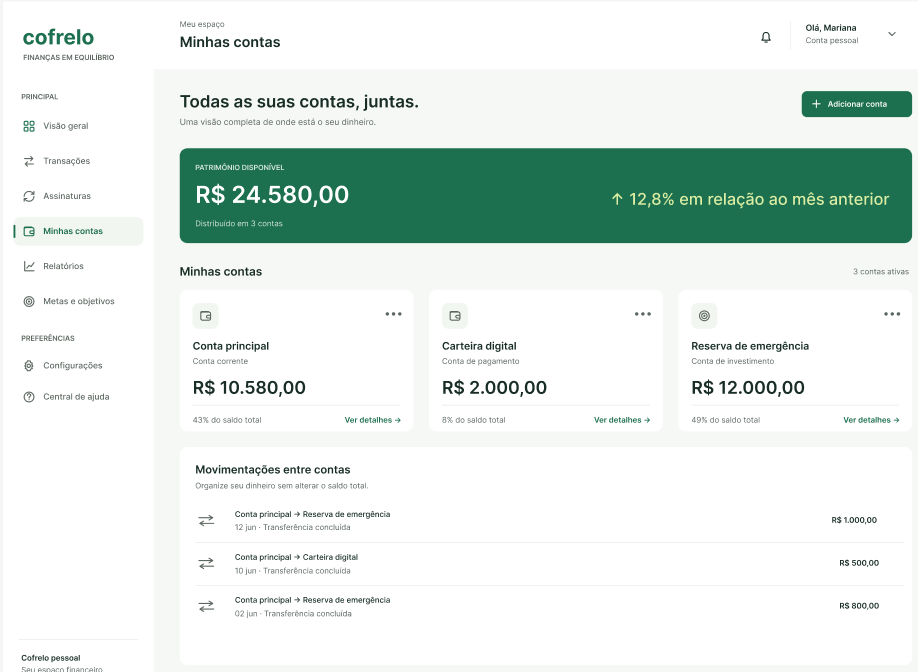 cofrelo
FINANÇAS EM EQUILÍBRIO
PRINCIPAL
Visão geral
Transações
Assinaturas
Minhas contas
Relatórios
Metas e objetivos
PREFERÊNCIAS
Configurações
Central de ajuda
Cofrelo pessoal
Seu espaço financeiro
Meu espaço
Minhas contas
Olá, Mariana
Conta pessoal
Todas as suas contas, juntas.
Uma visão completa de onde está o seu dinheiro.
+ Adicionar conta
PATRIMÔNIO DISPONÍVEL
R$ 24.580,00
Distribuído em 3 contas
↑ 12,8% em relação ao mês anterior
Minhas contas
3 contas ativas
Conta principal
Conta corrente
R$ 10.580,00
43% do saldo total
Ver detalhes →
Carteira digital
Conta de pagamento
R$ 2.000,00
8% do saldo total
Ver detalhes →
Reserva de emergência
Conta de investimento
R$ 12.000,00
49% do saldo total
Ver detalhes →
Movimentações entre contas
Organize seu dinheiro sem alterar o saldo total.
Conta principal → Reserva de emergência
12 jun · Transferência concluída
R$ 1.000,00
Conta principal → Carteira digital
10 jun · Transferência concluída
R$ 500,00
Conta principal → Reserva de emergência
02 jun · Transferência concluída
R$ 800,00